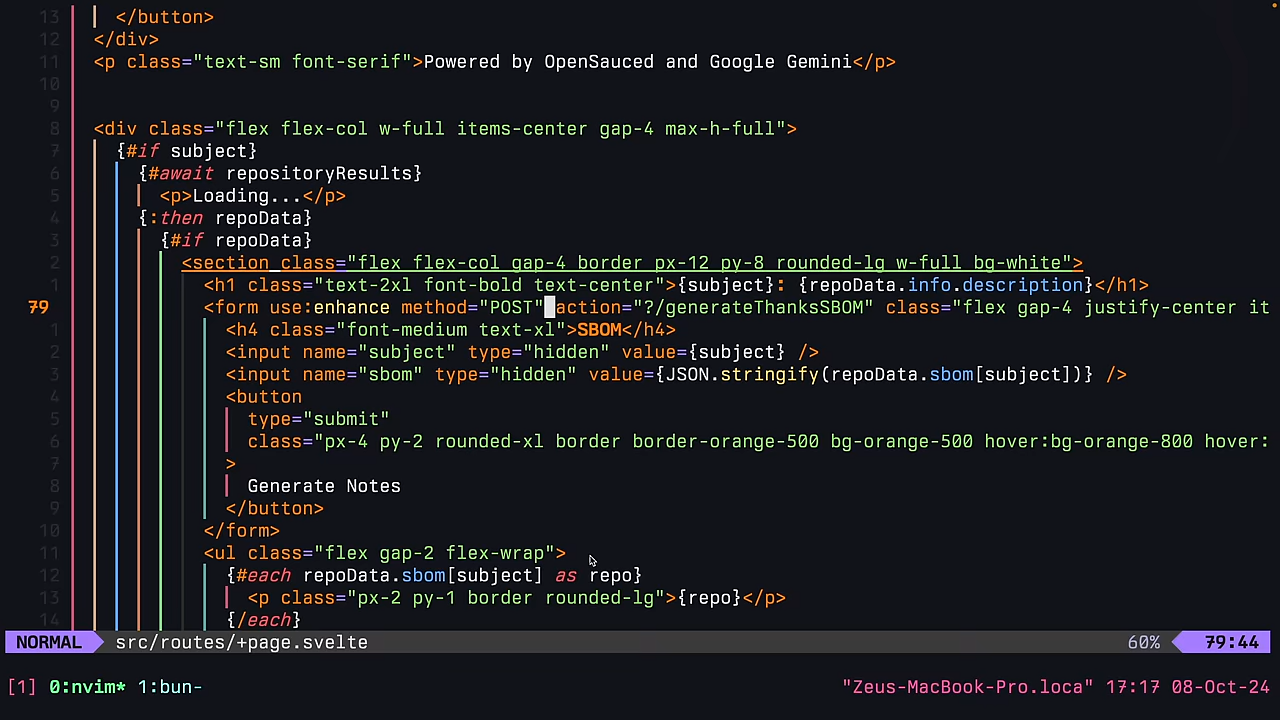 13 </button>
12 </div>
11 <p class="text-sm font-serif">Powered by OpenSauced and Google Gemini</p>
10
9
8 <div class="flex flex-col w-full items-center gap-4 max-h-full">
7 {#if subject}
6 {#await repositoryResults}
5 <p>Loading...</p>
4 {:then repoData}
3 {#if repoData}
2 <section class="flex flex-col gap-4 border px-12 py-8 rounded-lg w-full bg-white">
1 <h1 class="text-2xl font-bold text-center">{subject}: {repoData.info.description}</h1>
79 <form use:enhance method="POST" action="?/generateThanksSBOM" class="flex gap-4 justify-center it
1 <h4 class="font-medium text-xl">SBOM</h4>
2 <input name="subject" type="hidden" value={subject} />
3 <input name="sbom" type="hidden" value={JSON.stringify(repoData.sbom[subject])} />
4 <button
5 type="submit"
6 class="px-4 py-2 rounded-xl border border-orange-500 bg-orange-500 hover:bg-orange-800 hover:
7 >
8 Generate Notes
9 </button>
10 </form>
11 <ul class="flex gap-2 flex-wrap">
12 {#each repoData.sbom[subject] as repo}
13 <p class="px-2 py-1 border rounded-lg">{repo}</p>
14 {/each}
NORMAL src/routes/+page.svelte 60% 79:44
[1] 0:nvim* 1:bun- "Zeus-MacBook-Pro.loca" 17:17 08-Oct-24